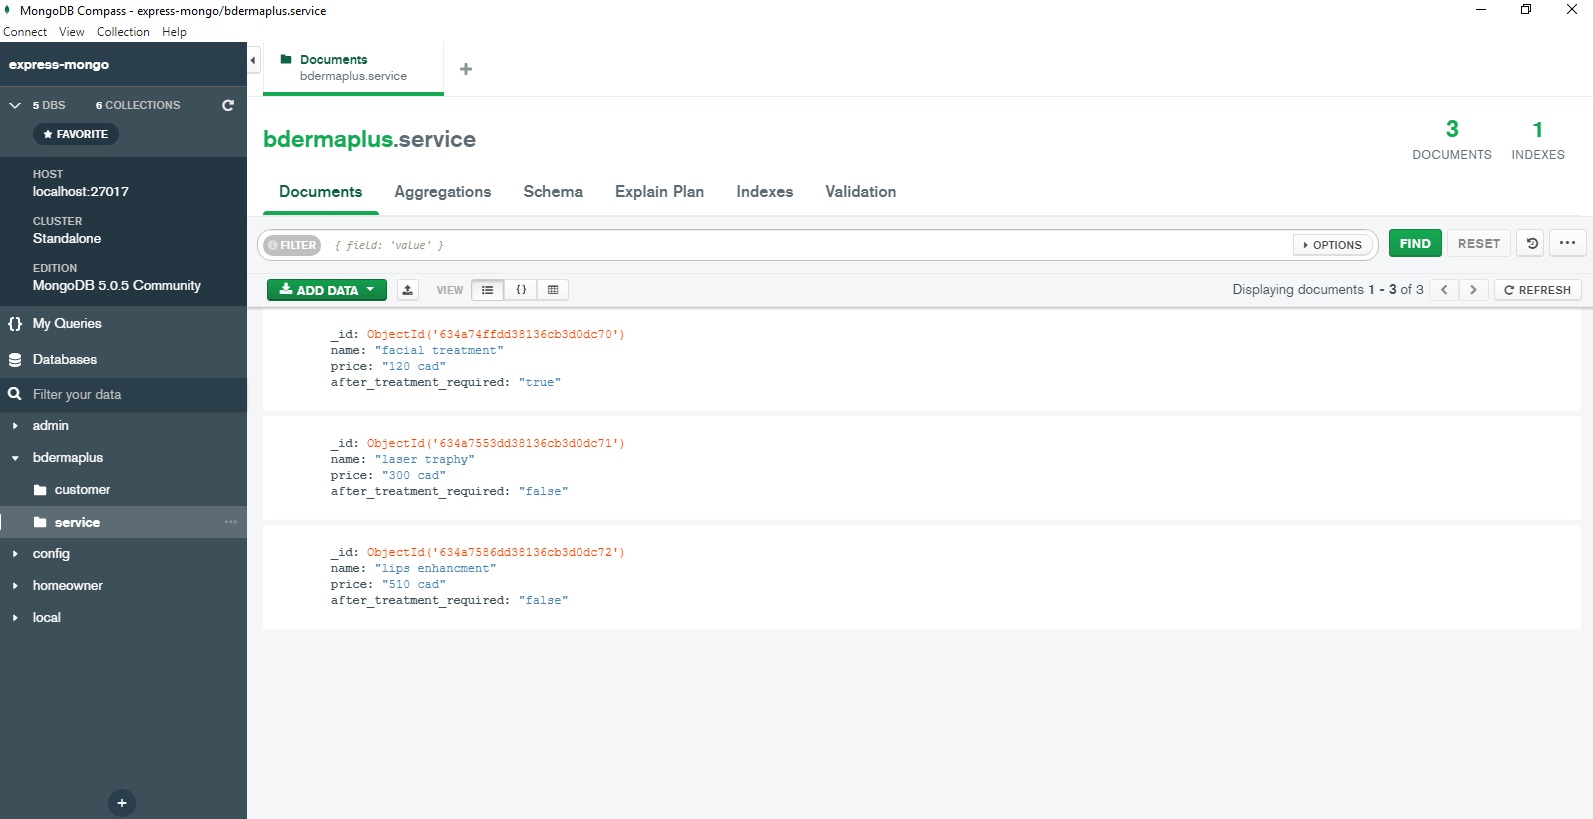 MongoDB Compass - express-mongo/bdermaplus.service
Connect View Collection Help
express-mongo
5 DBS 6 COLLECTIONS
FAVORITE
HOST
localhost:27017
CLUSTER
Standalone
EDITION
MongoDB 5.0.5 Community
{} My Queries
Databases
Filter your data
admin
bdermaplus
customer
service
config
homeowner
local
Documents
bdermaplus.service
bdermaplus.service
3
DOCUMENTS
1
INDEXES
Documents Aggregations Schema Explain Plan Indexes Validation
FILTER { field: 'value' } OPTIONS FIND RESET
ADD DATA VIEW {} Displaying documents 1 - 3 of 3 REFRESH
_id: ObjectId('634a74ffdd38136cb3d0dc70')
name: "facial treatment"
price: "120 cad"
after_treatment_required: "true"
_id: ObjectId('634a7553dd38136cb3d0dc71')
name: "laser traphy"
price: "300 cad"
after_treatment_required: "false"
_id: ObjectId('634a7586dd38136cb3d0dc72')
name: "lips enhancment"
price: "510 cad"
after_treatment_required: "false"